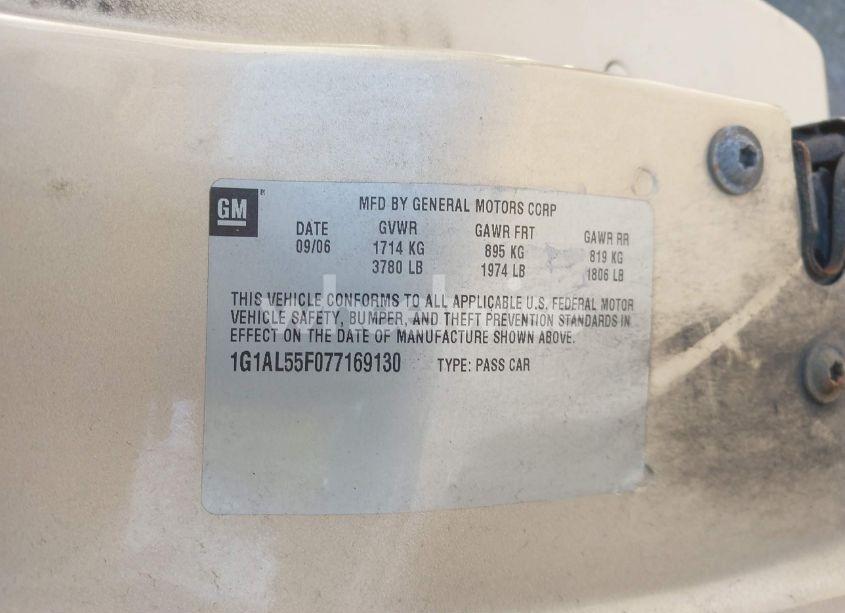 GM
MFD BY GENERAL MOTORS CORP
DATE GVWR GAWR FRT GAWR RR
09/06 1714 KG 895 KG 819 KG
3780 LB 1974 LB 1806 LB
THIS VEHICLE CONFORMS TO ALL APPLICABLE U.S. FEDERAL MOTOR
VEHICLE SAFETY, BUMPER, AND THEFT PREVENTION STANDARDS IN
EFFECT ON THE DATE OF MANUFACTURE SHOWN ABOVE.
1G1AL55F077169130 TYPE: PASS CAR